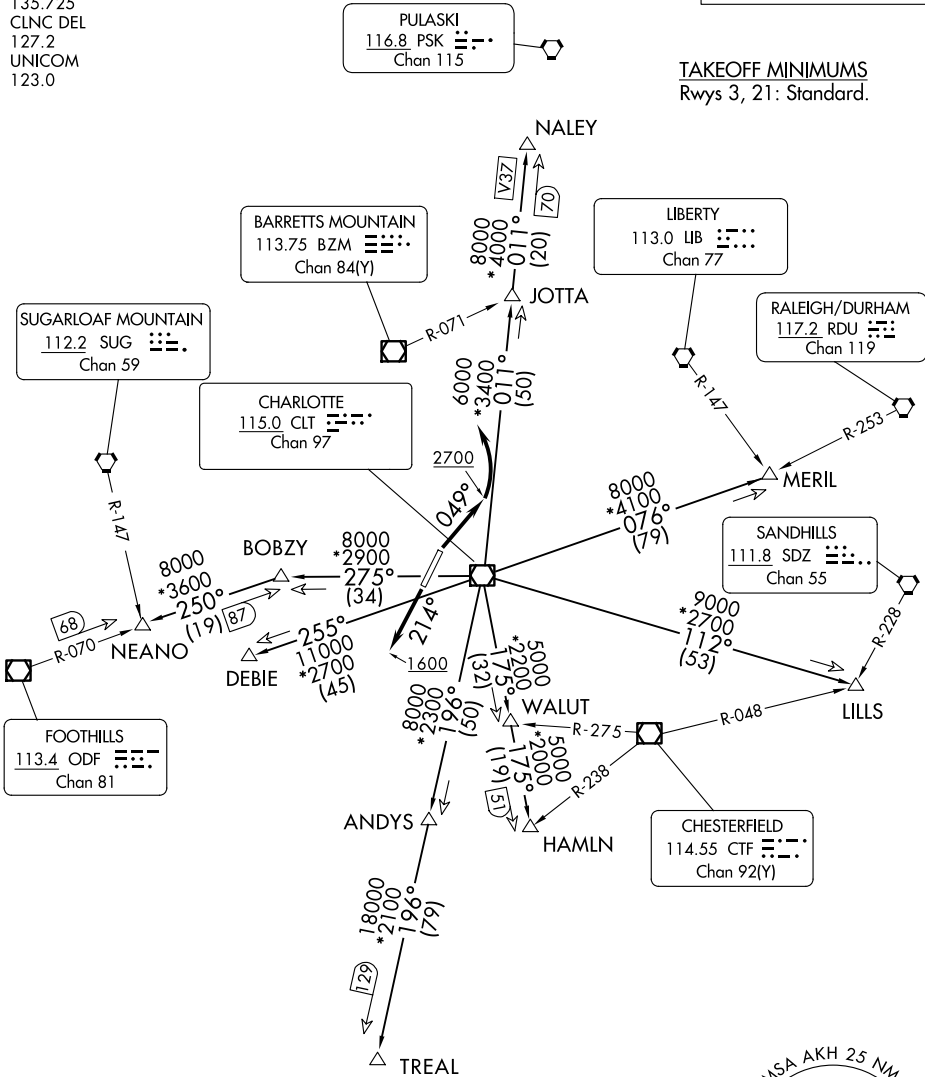 135.725
CLNC DEL
127.2
UNICOM
123.0
PULASKI
116.8 PSK
Chan 115
TAKEOFF MINIMUMS
Rwys 3, 21: Standard.
NALEY
V37
70
8000
*4000
011°
(20)
BARRETTS MOUNTAIN
113.75 BZM
Chan 84(Y)
LIBERTY
113.0 LIB
Chan 77
JOTTA
R-071
SUGARLOAF MOUNTAIN
112.2 SUG
Chan 59
RALEIGH/DURHAM
117.2 RDU
Chan 119
6000
*3400
011°
(50)
CHARLOTTE
115.0 CLT
Chan 97
R-147
R-253
2700
049°
MERIL
8000
*4100
076°
(79)
R-147
SANDHILLS
111.8 SDZ
Chan 55
BOBZY
8000
*2900
275°
(34)
8000
*3600
250°
(19)
87
68
R-070
NEANO
255°
11000
*2700
(45)
DEBIE
214°
1600
9000
*2700
112°
(53)
R-228
LILLS
5000
*2200
175°
(32)
WALUT
R-275
R-048
8000
*2300
196°
(50)
FOOTHILLS
113.4 ODF
Chan 81
5000
*2000
175°
(19)
51
R-238
ANDYS
HAMLN
CHESTERFIELD
114.55 CTF
Chan 92(Y)
18000
*2100
196°
(79)
129
TREAL
MSA AKH 25 NM